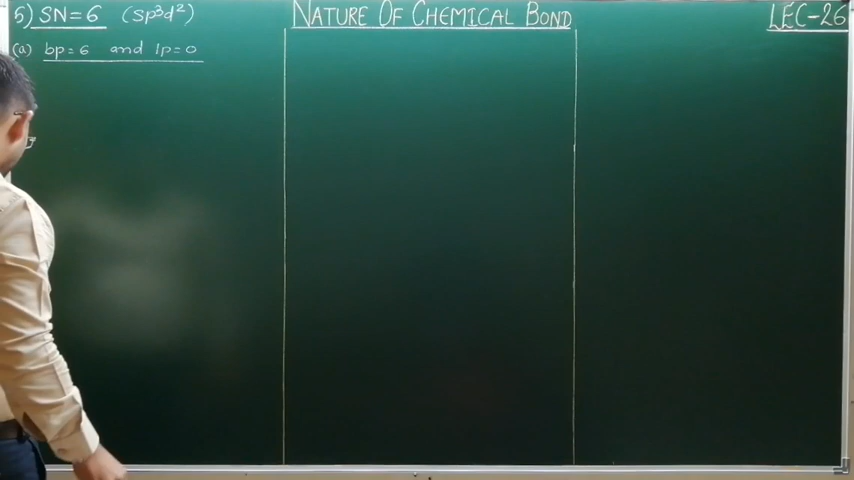 NATURE OF CHEMICAL BOND
LEC-26
5) SN=6 (sp³d²)
(a) bp=6 and lp=0